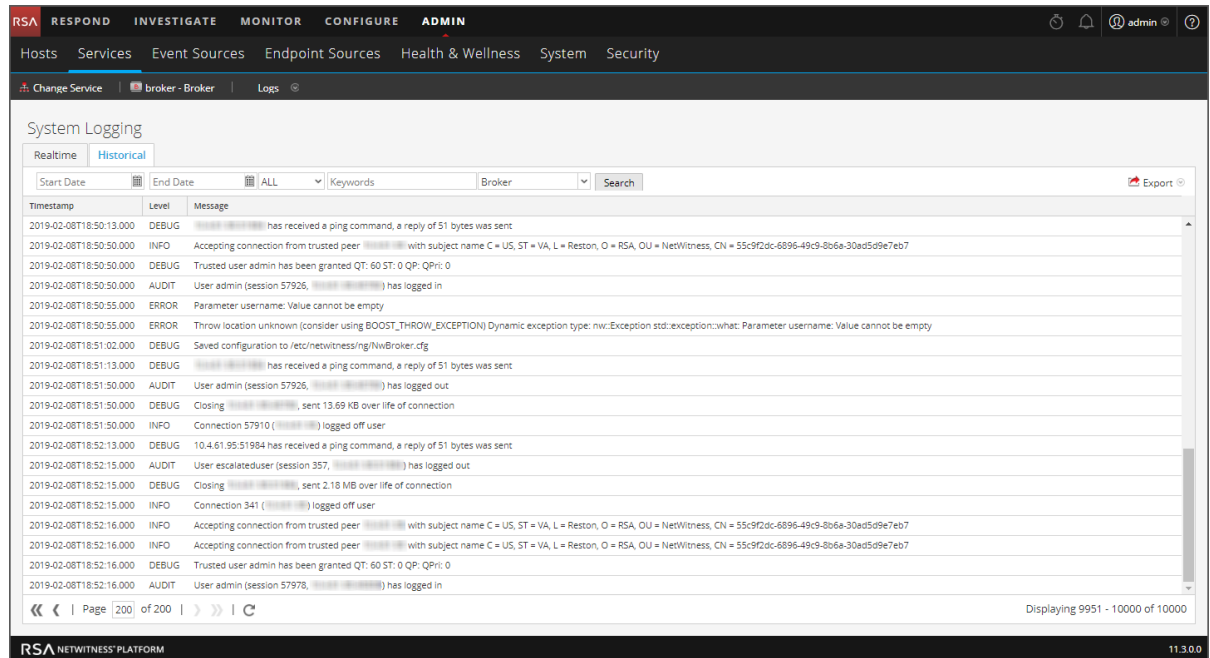 RSA RESPOND INVESTIGATE MONITOR CONFIGURE ADMIN admin
Hosts Services Event Sources Endpoint Sources Health & Wellness System Security
Change Service | broker - Broker | Logs
System Logging
Realtime Historical
Start Date End Date ALL Keywords Broker Search Export
Timestamp Level Message
2019-02-08T18:50:13.000 DEBUG has received a ping command, a reply of 51 bytes was sent
2019-02-08T18:50:50.000 INFO Accepting connection from trusted peer with subject name C = US, ST = VA, L = Reston, O = RSA, OU = NetWitness, CN = 55c9f2dc-6896-49c9-8b6a-30ad5d9e7eb7
2019-02-08T18:50:50.000 DEBUG Trusted user admin has been granted QT: 60 ST: 0 QP: QPri: 0
2019-02-08T18:50:50.000 AUDIT User admin (session 57926, ) has logged in
2019-02-08T18:50:55.000 ERROR Parameter username: Value cannot be empty
2019-02-08T18:50:55.000 ERROR Throw location unknown (consider using BOOST_THROW_EXCEPTION) Dynamic exception type: nw::Exception std::exception::what: Parameter username: Value cannot be empty
2019-02-08T18:51:02.000 DEBUG Saved configuration to /etc/netwitness/ng/NwBroker.cfg
2019-02-08T18:51:13.000 DEBUG has received a ping command, a reply of 51 bytes was sent
2019-02-08T18:51:50.000 AUDIT User admin (session 57926, ) has logged out
2019-02-08T18:51:50.000 DEBUG Closing , sent 13.69 KB over life of connection
2019-02-08T18:51:50.000 INFO Connection 57910 ( ) logged off user
2019-02-08T18:52:13.000 DEBUG 10.4.61.95:51984 has received a ping command, a reply of 51 bytes was sent
2019-02-08T18:52:15.000 AUDIT User escalateduser (session 357, ) has logged out
2019-02-08T18:52:15.000 DEBUG Closing , sent 2.18 MB over life of connection
2019-02-08T18:52:15.000 INFO Connection 341 ( ) logged off user
2019-02-08T18:52:16.000 INFO Accepting connection from trusted peer with subject name C = US, ST = VA, L = Reston, O = RSA, OU = NetWitness, CN = 55c9f2dc-6896-49c9-8b6a-30ad5d9e7eb7
2019-02-08T18:52:16.000 INFO Accepting connection from trusted peer with subject name C = US, ST = VA, L = Reston, O = RSA, OU = NetWitness, CN = 55c9f2dc-6896-49c9-8b6a-30ad5d9e7eb7
2019-02-08T18:52:16.000 DEBUG Trusted user admin has been granted QT: 60 ST: 0 QP: QPri: 0
2019-02-08T18:52:16.000 AUDIT User admin (session 57978, ) has logged in
Page 200 of 200 Displaying 9951 - 10000 of 10000
RSA NETWITNESS® PLATFORM 11.3.0.0